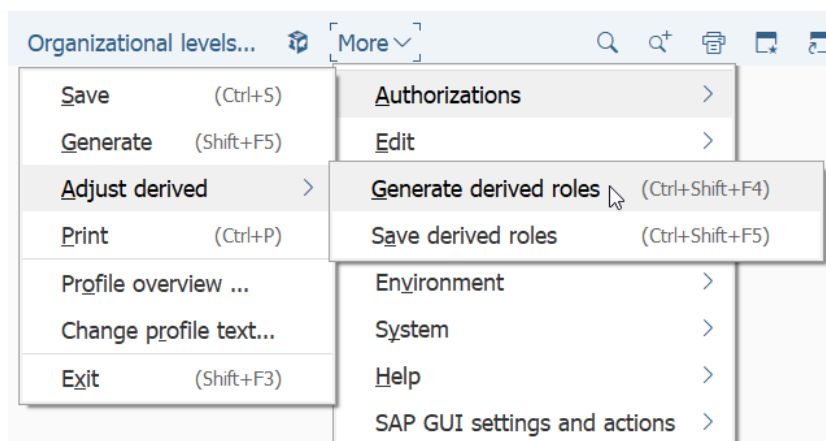 Organizational levels... More
Save (Ctrl+S)
Generate (Shift+F5)
Adjust derived
Print (Ctrl+P)
Profile overview ...
Change profile text...
Exit (Shift+F3)
Authorizations
Edit
Generate derived roles (Ctrl+Shift+F4)
Save derived roles (Ctrl+Shift+F5)
Environment
System
Help
SAP GUI settings and actions